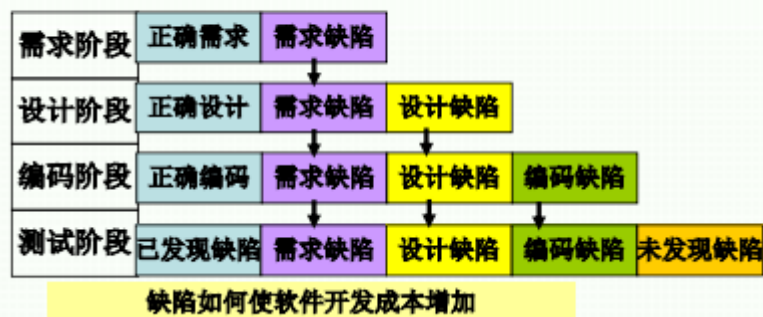 需求阶段 正确需求 需求缺陷
设计阶段 正确设计 需求缺陷 设计缺陷
编码阶段 正确编码 需求缺陷 设计缺陷 编码缺陷
测试阶段 已发现缺陷 需求缺陷 设计缺陷 编码缺陷 未发现缺陷
缺陷如何使软件开发成本增加